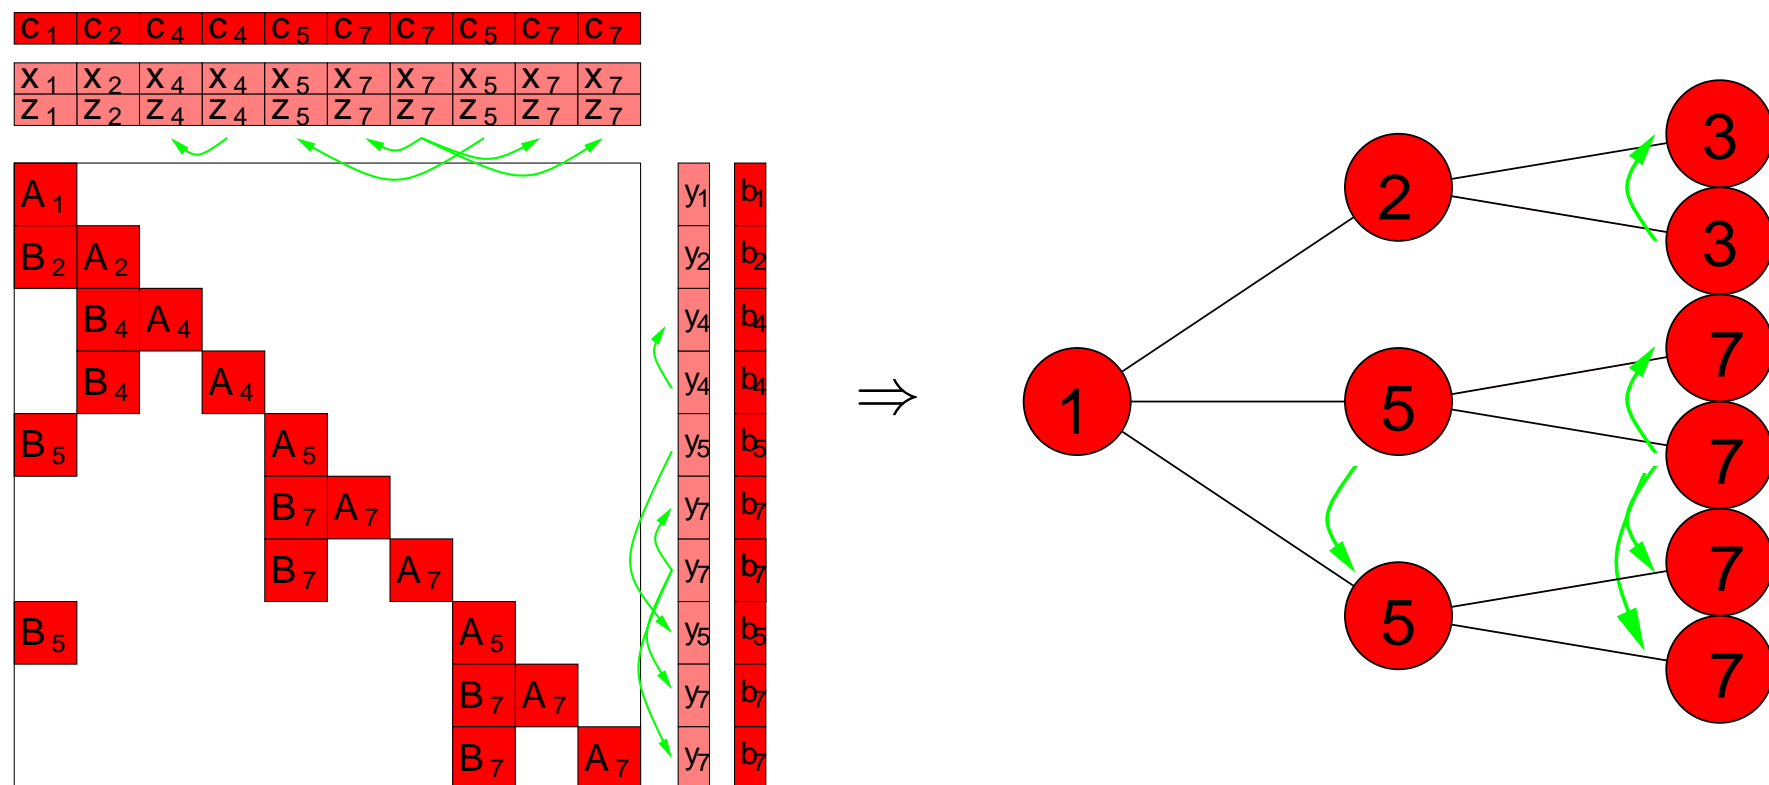 c1 c2 c4 c4 c5 c7 c7 c5 c7 c7
x1 x2 x4 x4 x5 x7 x7 x5 x7 x7
z1 z2 z4 z4 z5 z7 z7 z5 z7 z7
A1 y1 b1
B2 A2 y2 b2
B4 A4 y4 b4
B4 A4 y4 b4
B5 A5 y5 b5
B7 A7 y7 b7
B7 A7 y7 b7
B5 A5 y5 b5
B7 A7 y7 b7
B7 A7 y7 b7
⇒
1
2
5
5
3
3
7
7
7
7